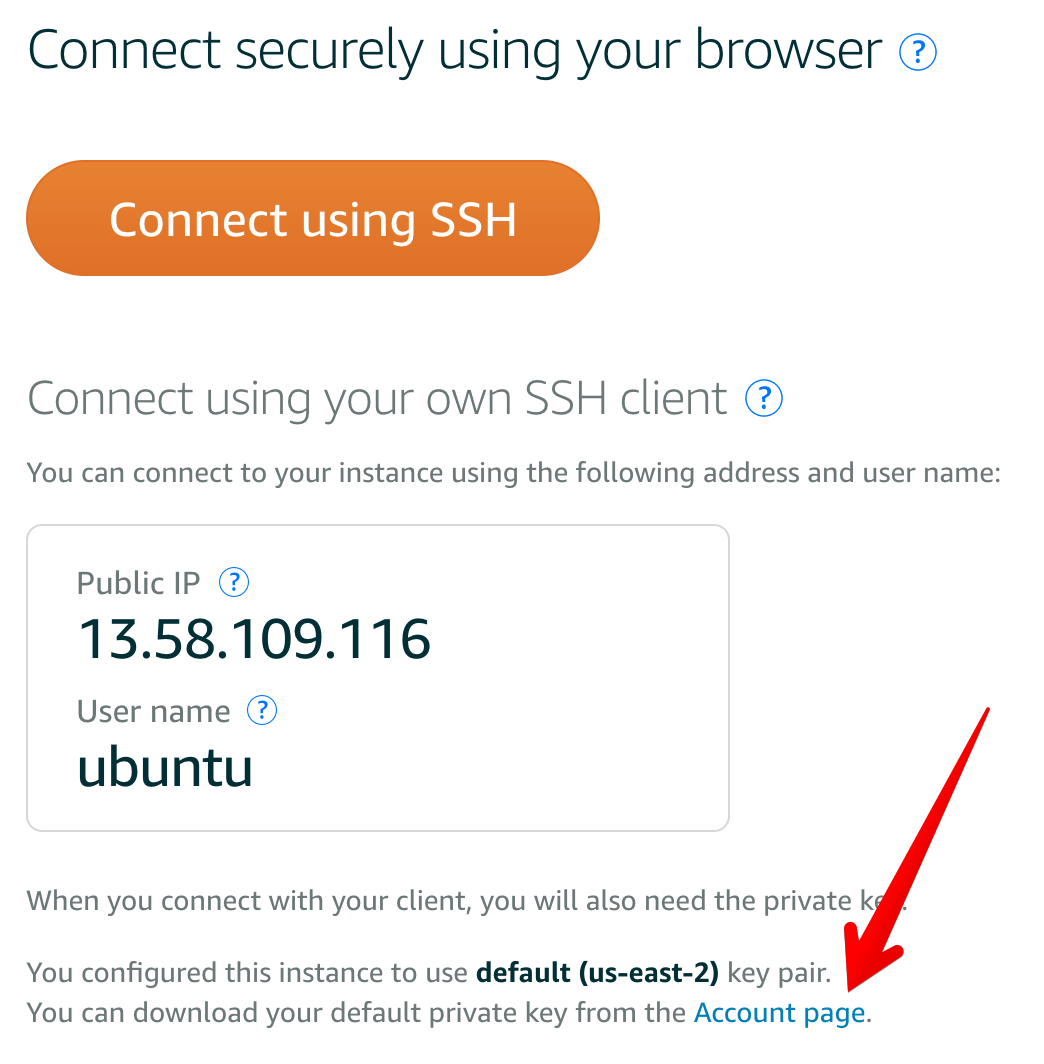 Connect securely using your browser ?
Connect using SSH
Connect using your own SSH client ?
You can connect to your instance using the following address and user name:
Public IP ?
13.58.109.116
User name ?
ubuntu
When you connect with your client, you will also need the private key.
You configured this instance to use default (us-east-2) key pair.
You can download your default private key from the Account page.